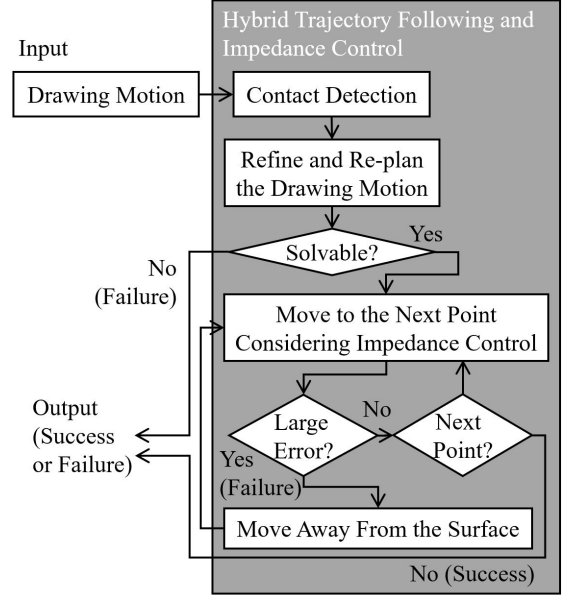 Hybrid Trajectory Following and
Impedance Control
Input
Drawing Motion
Contact Detection
Refine and Re-plan
the Drawing Motion
Solvable?
Yes
No
(Failure)
Move to the Next Point
Considering Impedance Control
Output
(Success
or Failure)
Large
Error?
No
Next
Point?
Yes
(Failure)
Move Away From the Surface
No (Success)